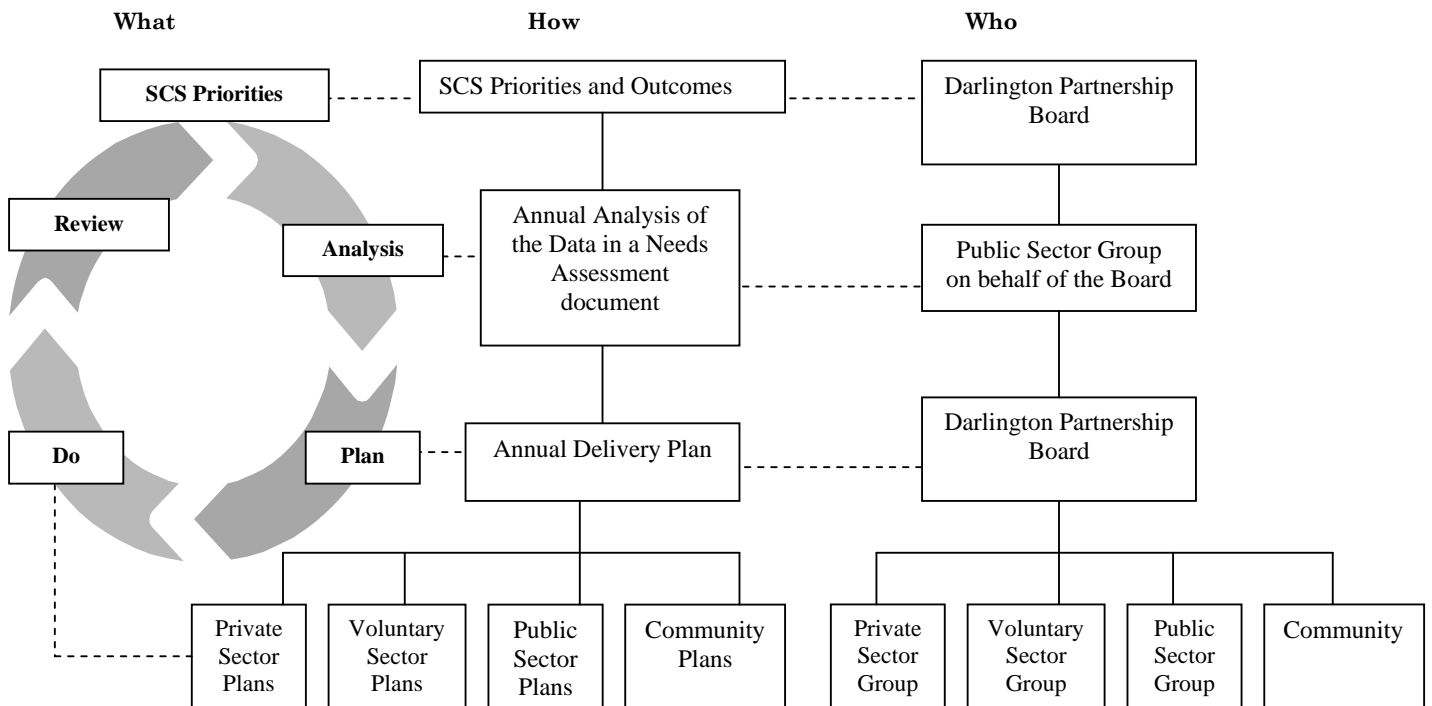 What
How
Who
SCS Priorities
SCS Priorities and Outcomes
Darlington Partnership
Board
Review
Analysis
Annual Analysis of
the Data in a Needs
Assessment
document
Public Sector Group
on behalf of the Board
Do
Plan
Annual Delivery Plan
Darlington Partnership
Board
Private
Sector
Plans
Voluntary
Sector
Plans
Public
Sector
Plans
Community
Plans
Private
Sector
Group
Voluntary
Sector
Group
Public
Sector
Group
Community